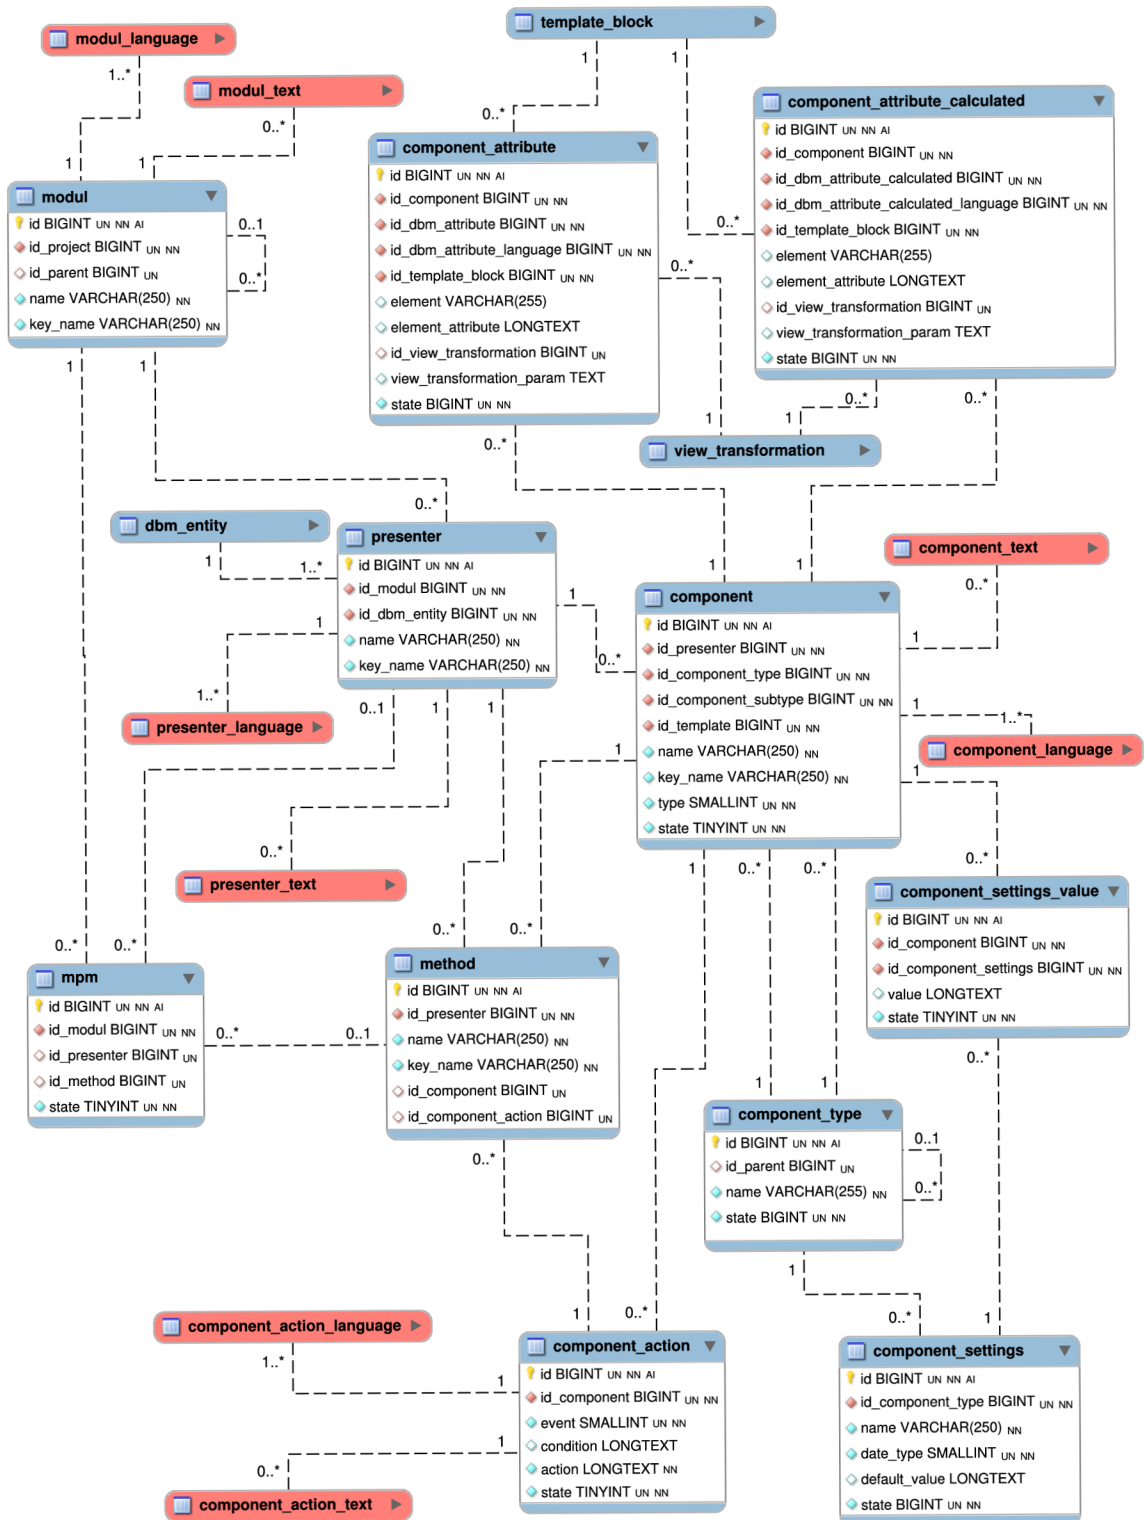 template_block
1
1
modul_language
1..*
modul_text
0..*
1
1
modul
id BIGINT UN NN AI
id_project BIGINT UN NN
id_parent BIGINT UN
name VARCHAR(250) NN
key_name VARCHAR(250) NN
0..1
0..*
1
1
0..*
component_attribute
id BIGINT UN NN AI
id_component BIGINT UN NN
id_dbm_attribute BIGINT UN NN
id_dbm_attribute_language BIGINT UN NN
id_template_block BIGINT UN NN
element VARCHAR(255)
element_attribute LONGTEXT
id_view_transformation BIGINT UN
view_transformation_param TEXT
state BIGINT UN NN
0..*
0..*
1
0..*
component_attribute_calculated
id BIGINT UN NN AI
id_component BIGINT UN NN
id_dbm_attribute_calculated BIGINT UN NN
id_dbm_attribute_calculated_language BIGINT UN NN
id_template_block BIGINT UN NN
element VARCHAR(255)
element_attribute LONGTEXT
id_view_transformation BIGINT UN
view_transformation_param TEXT
state BIGINT UN NN
0..*
1
0..*
view_transformation
0..*
dbm_entity
1
1..*
presenter
id BIGINT UN NN AI
id_modul BIGINT UN NN
id_dbm_entity BIGINT UN NN
name VARCHAR(250) NN
key_name VARCHAR(250) NN
1
0..*
1
1..*
presenter_language
0..1
1
1
0..*
presenter_text
1
1
component
id BIGINT UN NN AI
id_presenter BIGINT UN NN
id_component_type BIGINT UN NN
id_component_subtype BIGINT UN NN
id_template BIGINT UN NN
name VARCHAR(250) NN
key_name VARCHAR(250) NN
type SMALLINT UN NN
state TINYINT UN NN
component_text
0..*
1
1
1..*
component_language
1
0..*
1
1
0..*
0..*
component_settings_value
id BIGINT UN NN AI
id_component BIGINT UN NN
id_component_settings BIGINT UN NN
value LONGTEXT
state TINYINT UN NN
0..*
0..*
0..*
mpm
id BIGINT UN NN AI
id_modul BIGINT UN NN
id_presenter BIGINT UN
id_method BIGINT UN
state TINYINT UN NN
0..*
0..1
0..*
0..*
method
id BIGINT UN NN AI
id_presenter BIGINT UN NN
name VARCHAR(250) NN
key_name VARCHAR(250) NN
id_component BIGINT UN
id_component_action BIGINT UN
0..*
1
1
component_type
id BIGINT UN NN AI
id_parent BIGINT UN
name VARCHAR(255) NN
state BIGINT UN NN
0..1
0..*
1
0..*
1
component_action_language
1..*
1
1
0..*
component_action
id BIGINT UN NN AI
id_component BIGINT UN NN
event SMALLINT UN NN
condition LONGTEXT
action LONGTEXT NN
state TINYINT UN NN
1
0..*
component_action_text
component_settings
id BIGINT UN NN AI
id_component_type BIGINT UN NN
name VARCHAR(250) NN
date_type SMALLINT UN NN
default_value LONGTEXT
state BIGINT UN NN